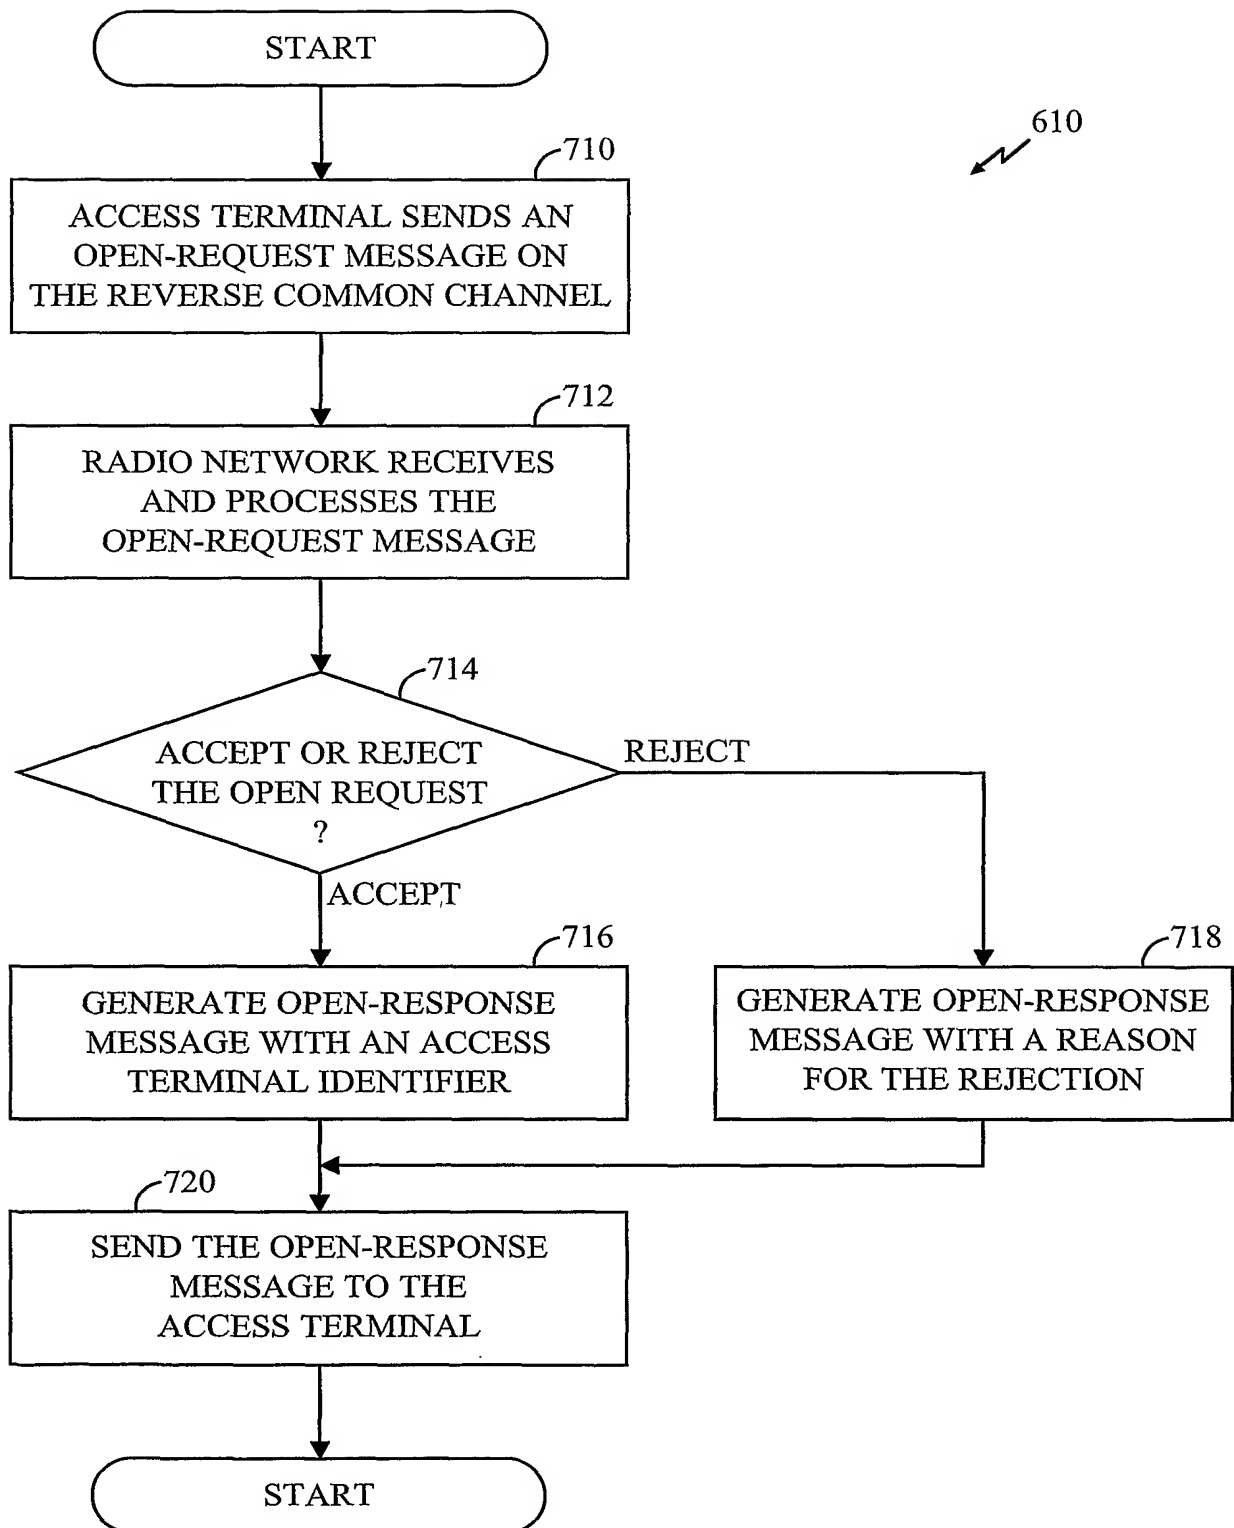 START
610
710
ACCESS TERMINAL SENDS AN
OPEN-REQUEST MESSAGE ON
THE REVERSE COMMON CHANNEL
712
RADIO NETWORK RECEIVES
AND PROCESSES THE
OPEN-REQUEST MESSAGE
714
ACCEPT OR REJECT
THE OPEN REQUEST
?
REJECT
ACCEPT
716
GENERATE OPEN-RESPONSE
MESSAGE WITH AN ACCESS
TERMINAL IDENTIFIER
718
GENERATE OPEN-RESPONSE
MESSAGE WITH A REASON
FOR THE REJECTION
720
SEND THE OPEN-RESPONSE
MESSAGE TO THE
ACCESS TERMINAL
START